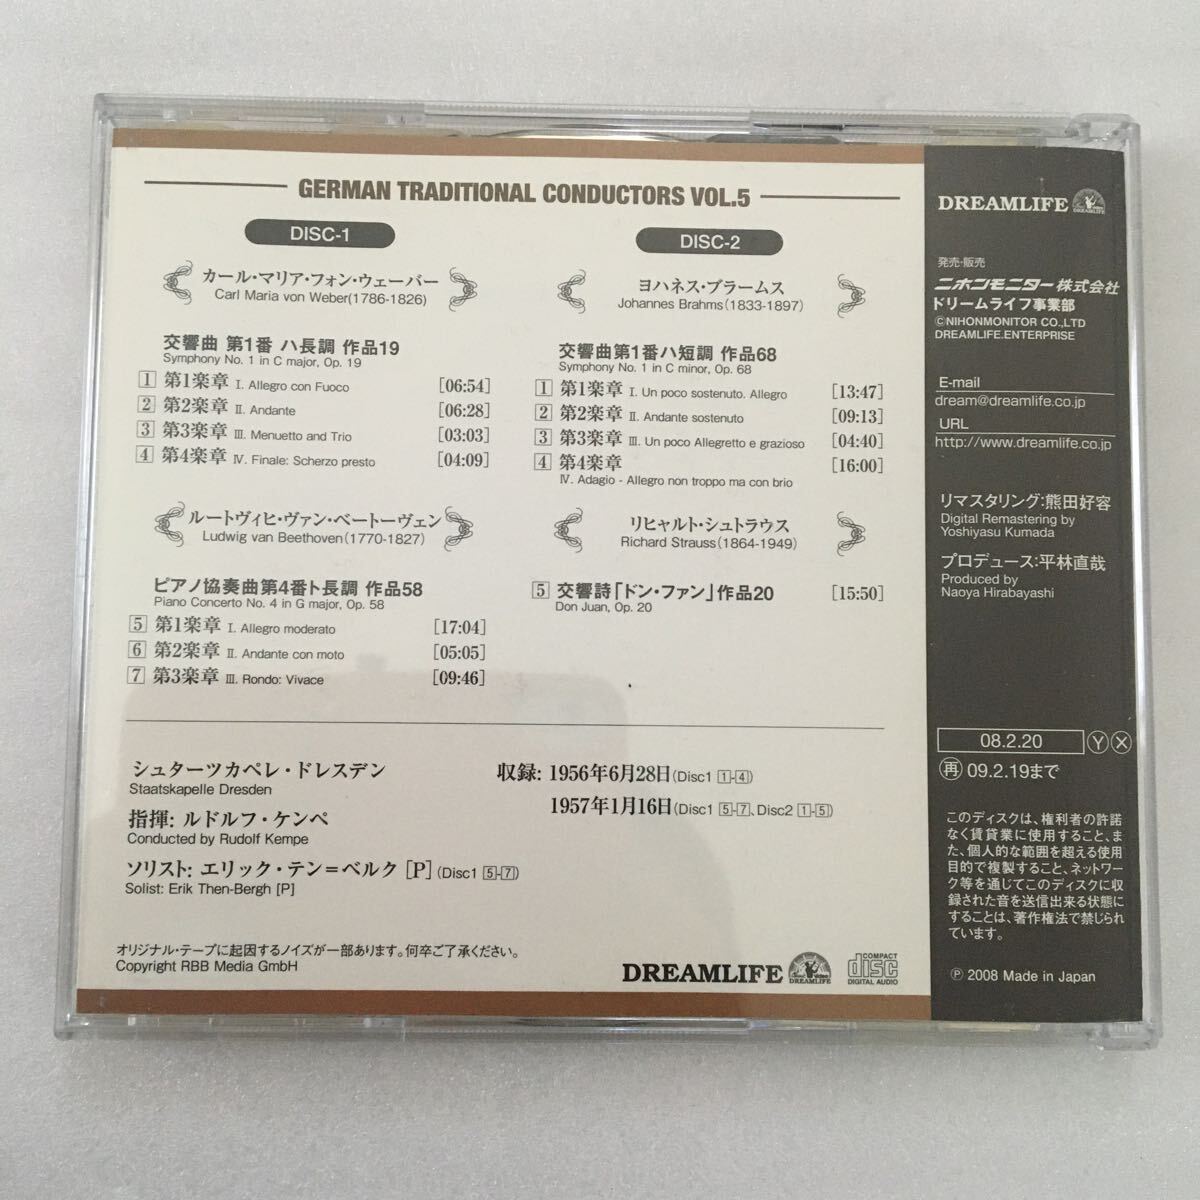 GERMAN TRADITIONAL CONDUCTORS VOL.5
DISC-1
カール・マリア・フォン・ウェーバー
Carl Maria von Weber(1786-1826)
交響曲 第1番 ハ長調 作品19
Symphony No. 1 in C major, Op. 19
1 第1楽章 I. Allegro con Fuoco [06:54]
2 第2楽章 II. Andante [06:28]
3 第3楽章 III. Menuetto and Trio [03:03]
4 第4楽章 IV. Finale: Scherzo presto [04:09]
ルートヴィヒ・ヴァン・ベートーヴェン
Ludwig van Beethoven(1770-1827)
ピアノ協奏曲第4番ト長調 作品58
Piano Concerto No. 4 in G major, Op. 58
5 第1楽章 I. Allegro moderato [17:04]
6 第2楽章 II. Andante con moto [05:05]
7 第3楽章 III. Rondo: Vivace [09:46]
DISC-2
ヨハネス・ブラームス
Johannes Brahms(1833-1897)
交響曲第1番ハ短調 作品68
Symphony No. 1 in C minor, Op. 68
1 第1楽章 I. Un poco sostenuto. Allegro [13:47]
2 第2楽章 II. Andante sostenuto [09:13]
3 第3楽章 III. Un poco Allegretto e grazioso [04:40]
4 第4楽章 [16:00]
IV. Adagio - Allegro non troppo ma con brio
リヒャルト・シュトラウス
Richard Strauss(1864-1949)
5 交響詩「ドン・ファン」作品20 [15:50]
Don Juan, Op. 20
シュターツカペレ・ドレスデン
Staatskapelle Dresden
指揮: ルドルフ・ケンペ
Conducted by Rudolf Kempe
ソリスト: エリック・テン=ベルク [P] (Disc1 5-7)
Solist: Erik Then-Bergh [P]
収録: 1956年6月28日(Disc1 1-4)
1957年1月16日(Disc1 5-7、Disc2 1-5)
オリジナル・テープに起因するノイズが一部あります。何卒ご了承ください。
Copyright RBB Media GmbH
DREAMLIFE
DREAMLIFE
COMPACT
disc
DIGITAL AUDIO
DREAMLIFE
DREAMLIFE
発売・販売
ニホンモニター株式会社
ドリームライフ事業部
©NIHONMONITOR CO.,LTD
DREAMLIFE.ENTERPRISE
E-mail
dream@dreamlife.co.jp
URL
http://www.dreamlife.co.jp
リマスタリング:熊田好容
Digital Remastering by
Yoshiyasu Kumada
プロデュース:平林直哉
Produced by
Naoya Hirabayashi
08.2.20 Ⓨ Ⓧ
再 09.2.19まで
このディスクは、権利者の許諾
なく賃貸業に使用すること、ま
た、個人的な範囲を超える使用
目的で複製すること、ネットワー
ク等を通じてこのディスクに収
録された音を送信出来る状態に
することは、著作権法で禁じられ
ています。
Ⓟ 2008 Made in Japan